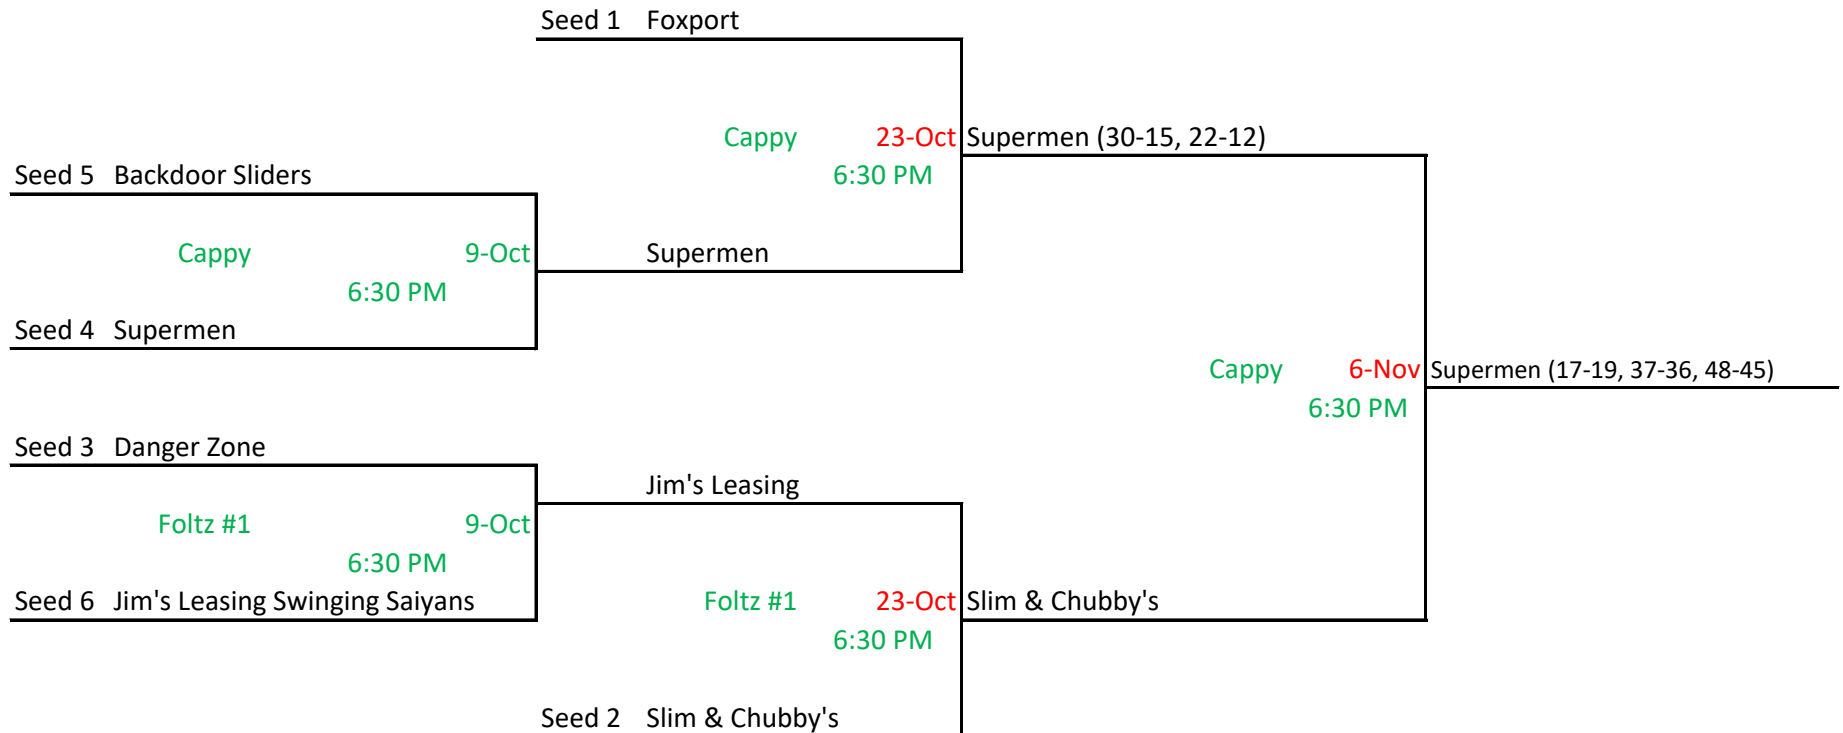 Seed 1 Foxport
Cappy 23-Oct Supermen (30-15, 22-12)
Seed 5 Backdoor Sliders 6:30 PM
Cappy 9-Oct Supermen
6:30 PM
Seed 4 Supermen
Cappy 6-Nov Supermen (17-19, 37-36, 48-45)
6:30 PM
Seed 3 Danger Zone
Jim's Leasing
Foltz #1 9-Oct
6:30 PM
Seed 6 Jim's Leasing Swinging Saiyans Foltz #1 23-Oct Slim & Chubby's
6:30 PM
Seed 2 Slim & Chubby's